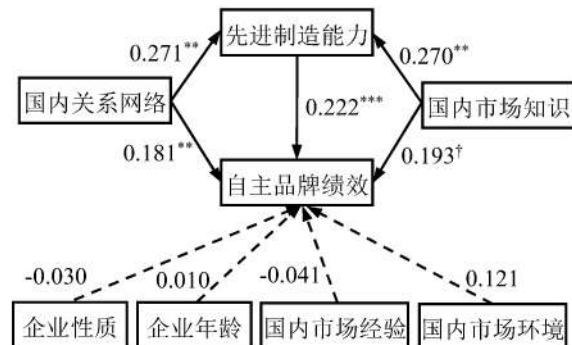 先进制造能力
0.271**
0.270**
国内关系网络
0.222***
国内市场知识
0.181**
0.193†
自主品牌绩效
-0.030
0.010
-0.041
0.121
企业性质
企业年龄
国内市场经验
国内市场环境